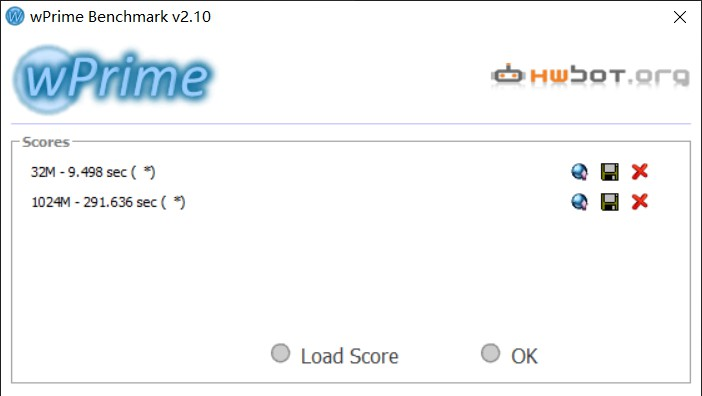 wPrime Benchmark v2.10
wPrime
HWBOT.ORG
Scores
32M - 9.498 sec ( *)
1024M - 291.636 sec ( *)
Load Score
OK